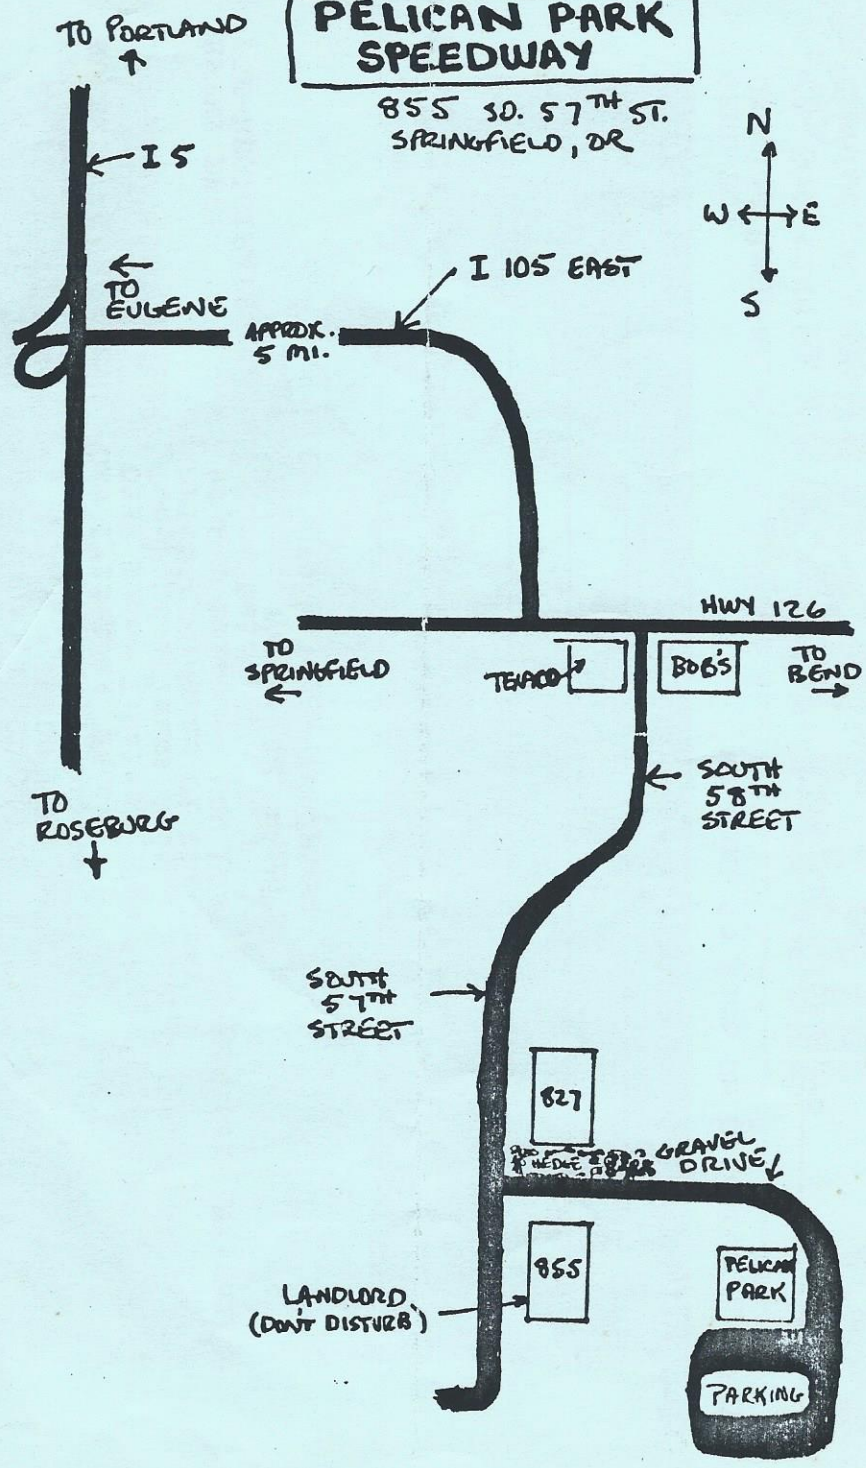 PELICAN PARK
SPEEDWAY
855 SO. 57TH ST.
SPRINGFIELD, OR
TO PORTLAND
I 5
N
W E
S
TO
EUGENE
I 105 EAST
APPROX.
5 MI.
HWY 126
TO
SPRINGFIELD
TEXACO
BOB'S
TO
BEND
SOUTH
58TH
STREET
TO
ROSEBURG
SOUTH
57TH
STREET
827
HEDGE
GRAVEL
DRIVE
855
LANDLORD
(DON'T DISTURB)
PELICAN
PARK
PARKING